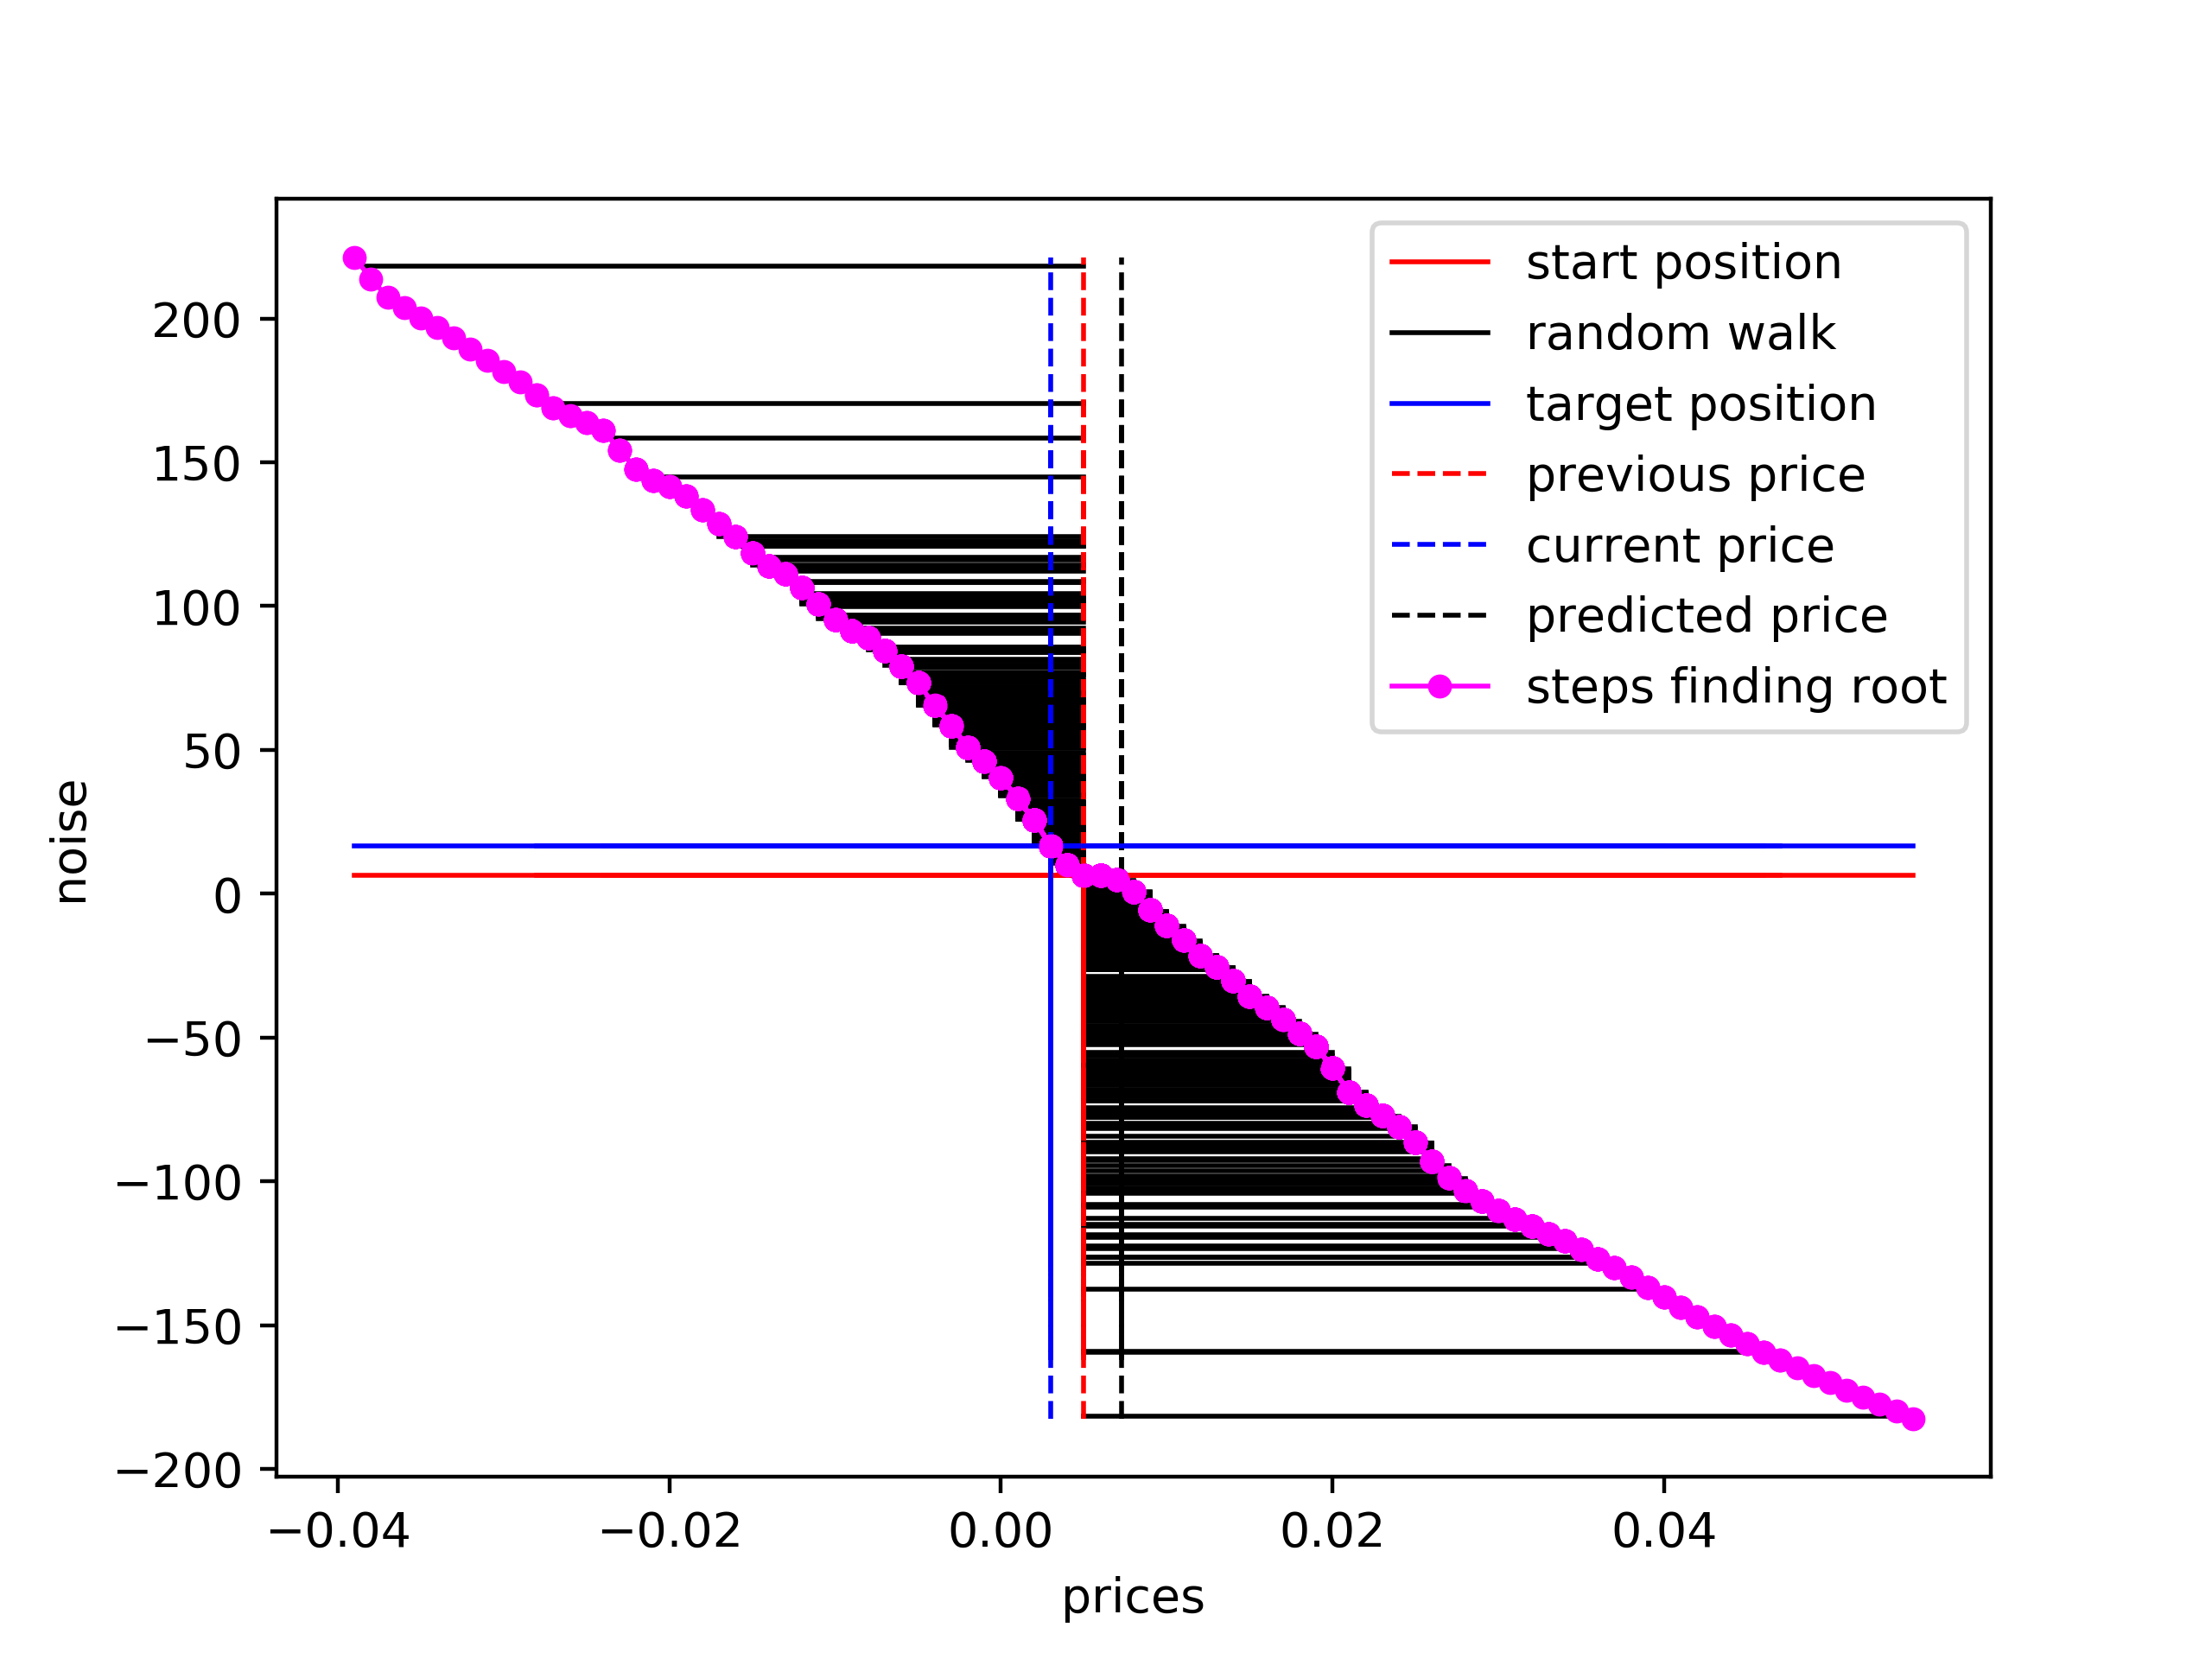 start position
random walk
target position
previous price
current price
predicted price
steps finding root
200
150
100
50
0
−50
−100
−150
−200
noise
−0.04
−0.02
0.00
0.02
0.04
prices